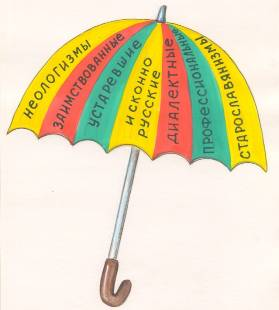 НЕОЛОГИЗМЫ
ЗАИМСТВОВАННЫЕ
УСТАРЕВШИЕ
ИСКОННО
РУССКИЕ
ДИАЛЕКТНЫЕ
ПРОФЕССИОНАЛЬНЫЕ
СТАРОСЛАВЯНИЗМЫ